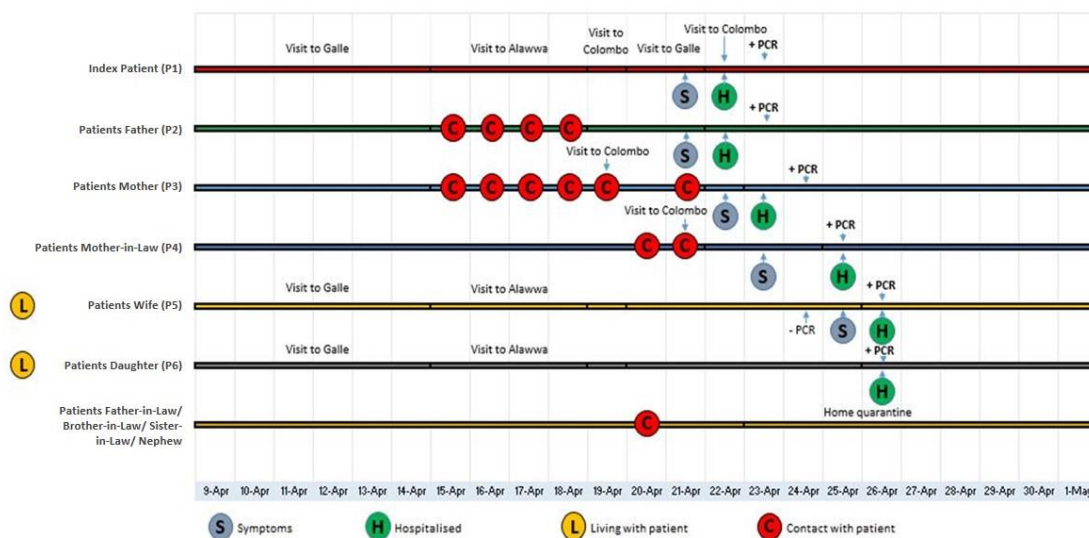 Visit to Galle
Visit to Alawwa
Visit to
Colombo
Visit to Galle
Visit to Colombo
+ PCR
Index Patient (P1)
S
H
+ PCR
Patients Father (P2)
C
C
C
C
Visit to Colombo
S
H
+ PCR
Patients Mother (P3)
C
C
C
C
C
C
Visit to Colombo
S
H
+ PCR
Patients Mother-in-Law (P4)
C
C
S
H
Visit to Galle
Visit to Alawwa
+ PCR
L
Patients Wife (P5)
- PCR
S
H
Visit to Galle
Visit to Alawwa
+ PCR
L
Patients Daughter (P6)
H
Patients Father-in-Law/
Brother-in-Law/ Sister-
in-Law/ Nephew
Home quarantine
C
9-Apr 10-Apr 11-Apr 12-Apr 13-Apr 14-Apr 15-Apr 16-Apr 17-Apr 18-Apr 19-Apr 20-Apr 21-Apr 22-Apr 23-Apr 24-Apr 25-Apr 26-Apr 27-Apr 28-Apr 29-Apr 30-Apr 1-May
S Symptoms
H Hospitalised
L Living with patient
C Contact with patient